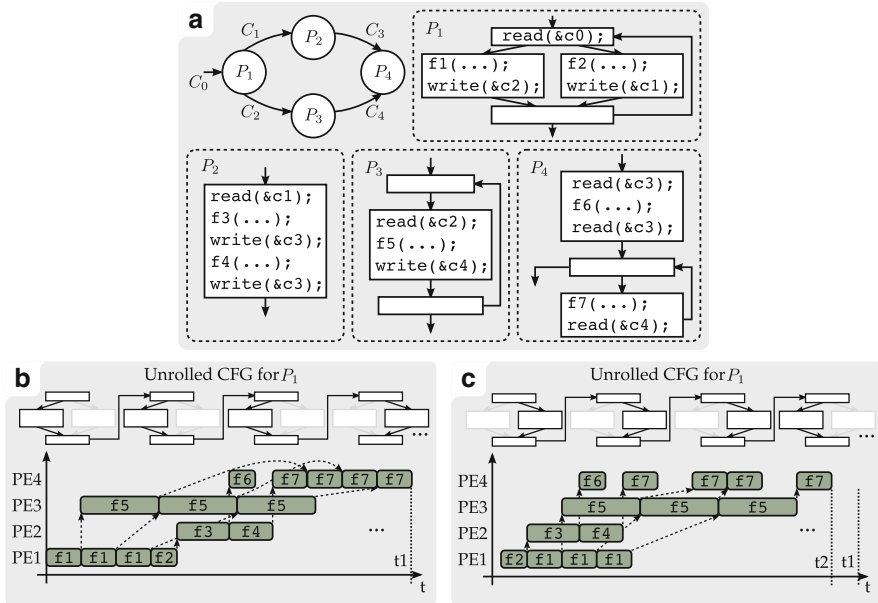 a
C1
C3
P2
P1
P4
C0
P3
C2
C4
P1
read(&c0);
f1(...);
write(&c2);
f2(...);
write(&c1);
P2
read(&c1);
f3(...);
write(&c3);
f4(...);
write(&c3);
P3
read(&c2);
f5(...);
write(&c4);
P4
read(&c3);
f6(...);
read(&c3);
f7(...);
read(&c4);
b
Unrolled CFG for P1
...
PE4 f6 f7 f7 f7 f7
PE3 f5 f5 f5
PE2 f3 f4 ...
PE1 f1 f1 f1 f2
t1
t
c
Unrolled CFG for P1
...
PE4 f6 f7 f7 f7 f7
PE3 f5 f5 f5
PE2 f3 f4 ...
PE1 f2 f1 f1 f1
t2 t1
t